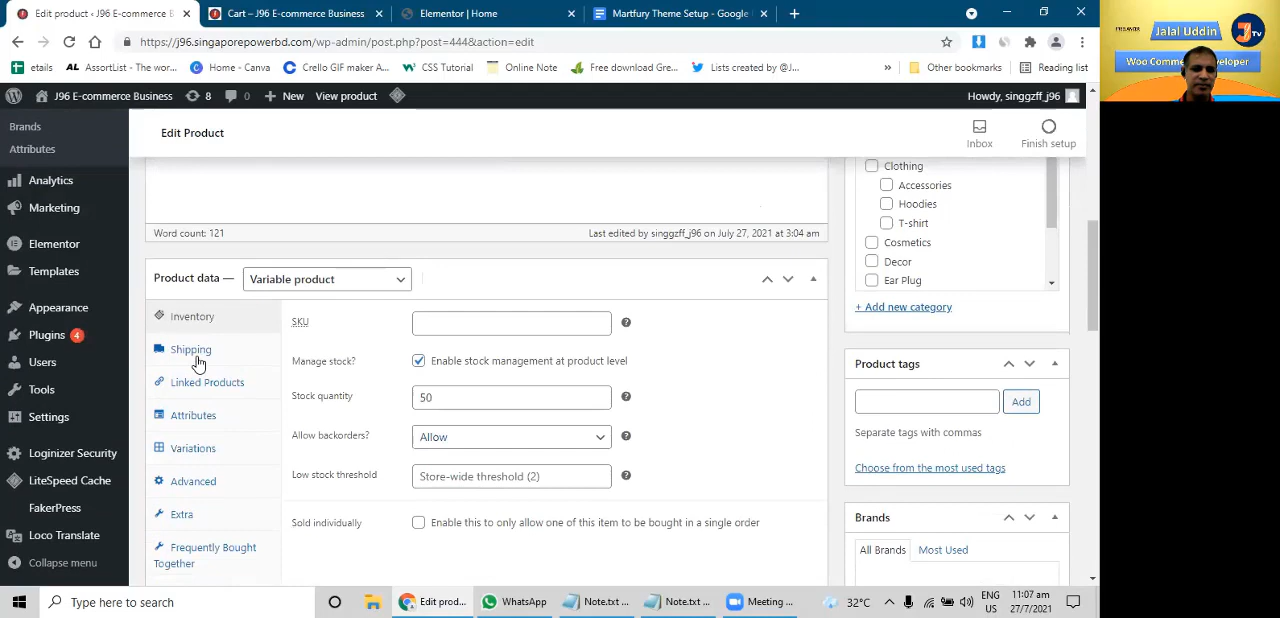 Edit product ‹ J96 E-commerce B
Cart – J96 E-commerce Business
Elementor | Home
Martfury Theme Setup - Google
https://j96.singaporepowerbd.com/wp-admin/post.php?post=444&action=edit
etails
AL AssortList - The wor...
Home - Canva
Crello GIF maker A...
CSS Tutorial
Online Note
Free download Gre...
Lists created by @J...
»
Other bookmarks
Reading list
J96 E-commerce Business
8
0
New
View product
Howdy, singgzff_j96
Jalal Uddin
TV
Brands
Attributes
Analytics
Marketing
Elementor
Templates
Appearance
Plugins 4
Users
Tools
Settings
Loginizer Security
LiteSpeed Cache
FakerPress
Loco Translate
Collapse menu
Edit Product
Inbox
Finish setup
Word count: 121
Last edited by singgzff_j96 on July 27, 2021 at 3:04 am
Product data —
Variable product
Inventory
Shipping
Linked Products
Attributes
Variations
Advanced
Extra
Frequently Bought
Together
SKU
Manage stock?
Enable stock management at product level
Stock quantity
50
Allow backorders?
Allow
Low stock threshold
Store-wide threshold (2)
Sold individually
Enable this to only allow one of this item to be bought in a single order
Clothing
Accessories
Hoodies
T-shirt
Cosmetics
Decor
Ear Plug
+ Add new category
Product tags
Add
Separate tags with commas
Choose from the most used tags
Brands
All Brands
Most Used
Type here to search
Edit prod...
WhatsApp
Note.txt ...
Note.txt ...
Meeting ...
32°C
ENG
US
11:07 am
27/7/2021